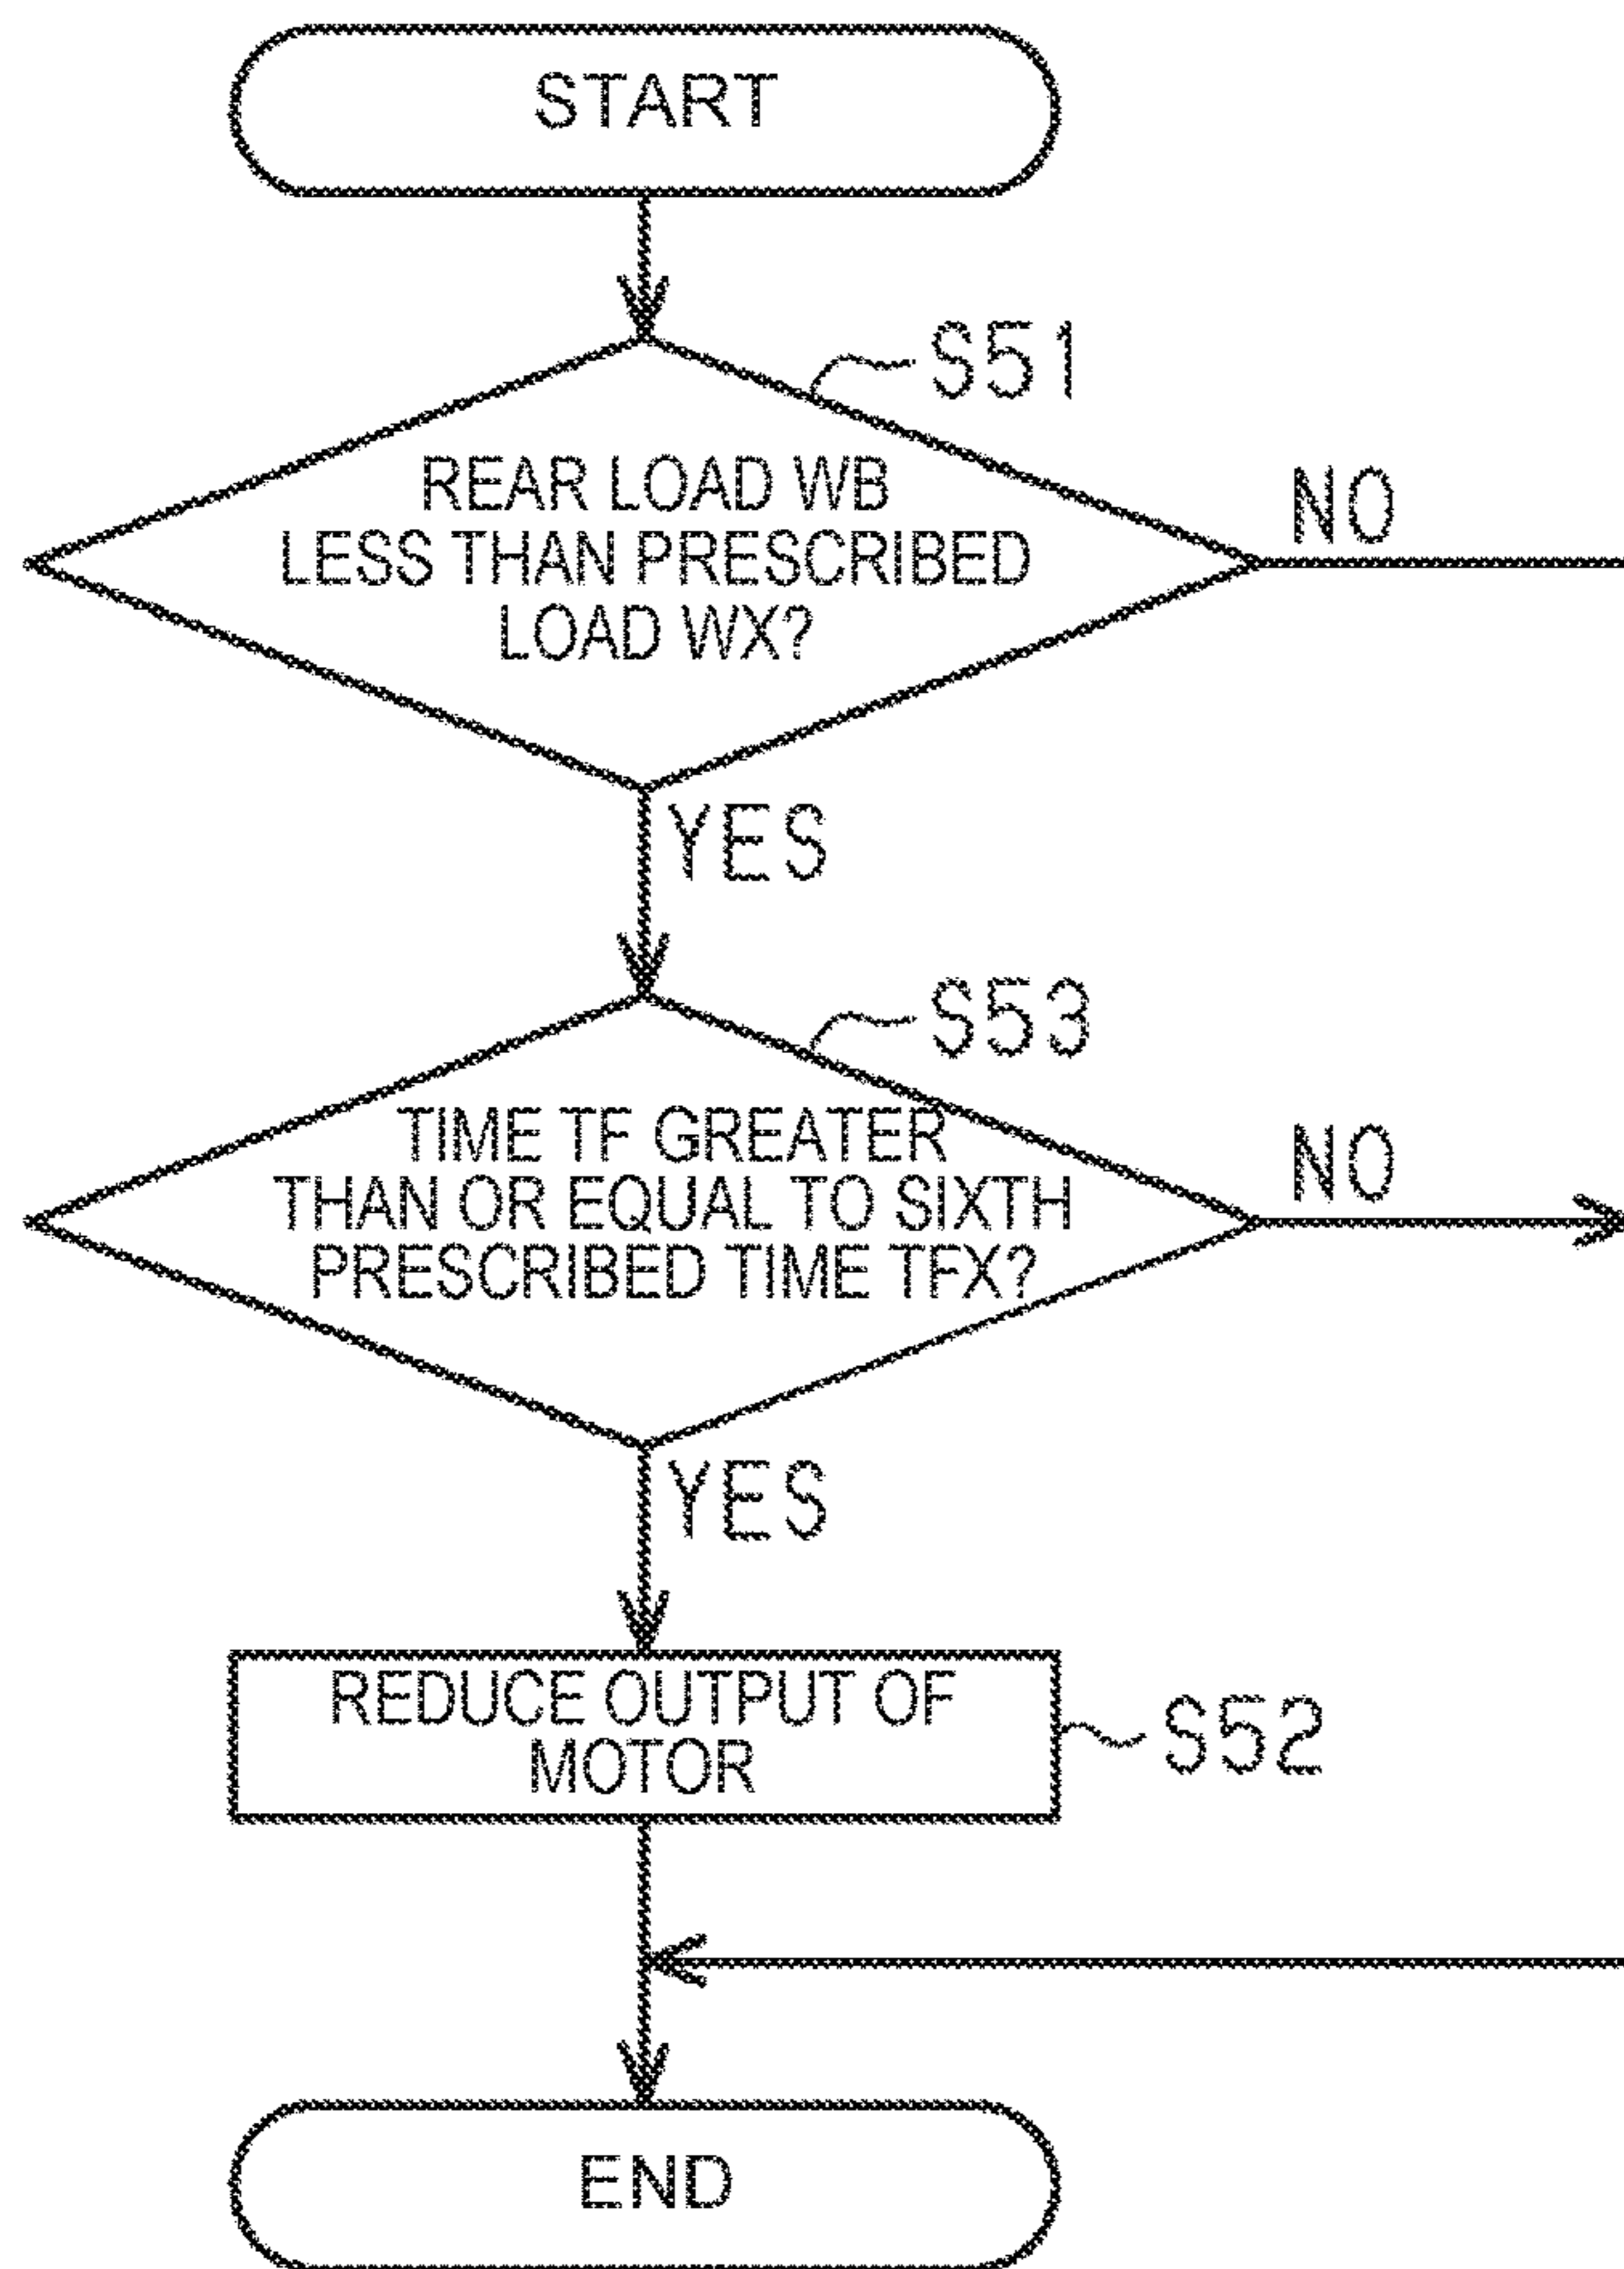 START
S51
REAR LOAD WB
LESS THAN PRESCRIBED
LOAD WX?
NO
YES
S53
TIME TF GREATER
THAN OR EQUAL TO SIXTH
PRESCRIBED TIME TFX?
NO
YES
REDUCE OUTPUT OF
MOTOR
S52
END